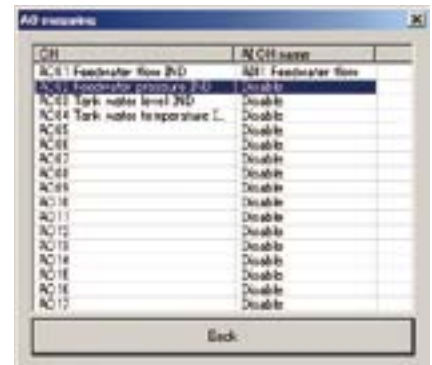 AO measuring
CH AI CH name
AO01 Feedwater flow IND AI01 Feedwater flow
AO02 Feedwater pressure IND Disable
AO03 Tank water level IND Disable
AO04 Tank water temperature I... Disable
AO05 Disable
AO06 Disable
AO07 Disable
AO08 Disable
AO09 Disable
AO10 Disable
AO11 Disable
AO12 Disable
AO13 Disable
AO14 Disable
AO15 Disable
AO16 Disable
AO17 Disable
Back